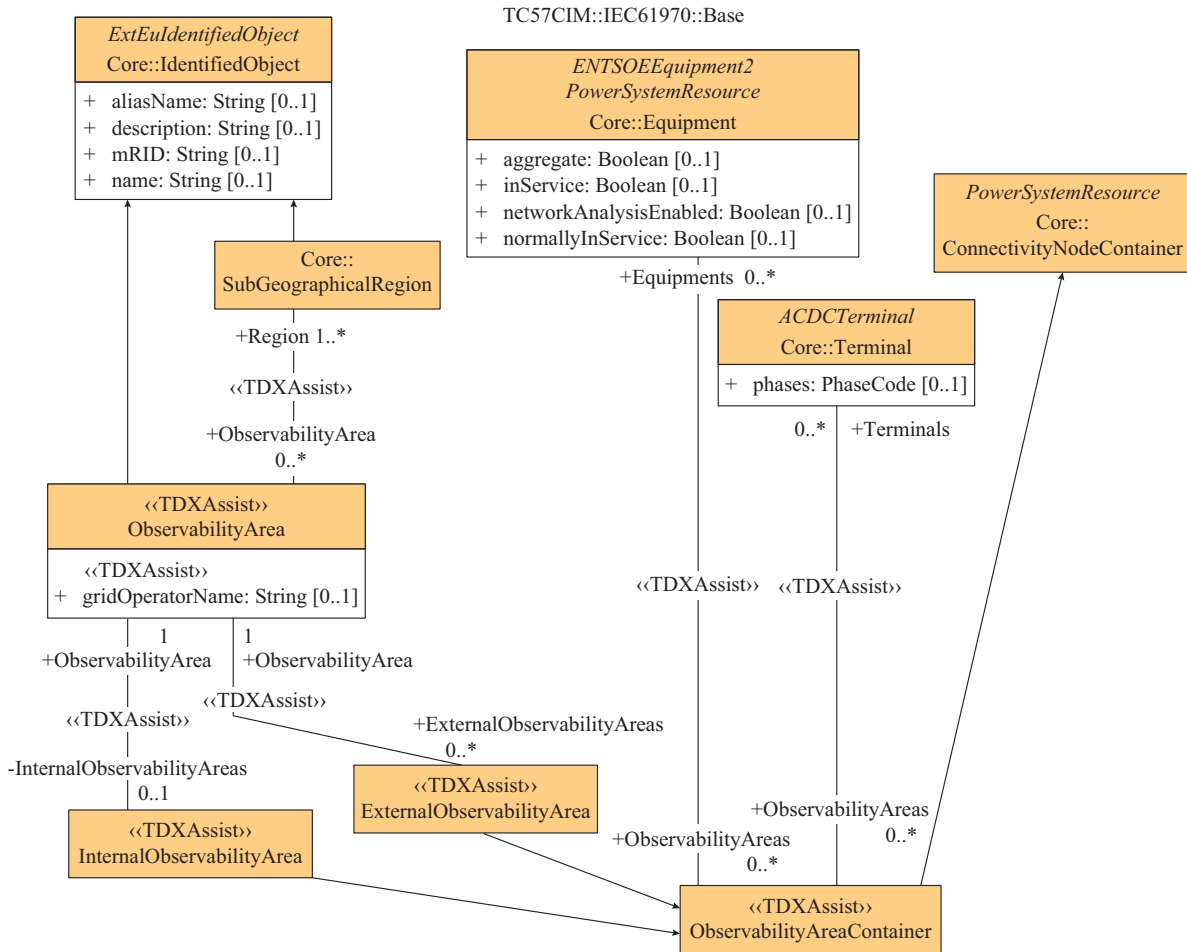 TC57CIM::IEC61970::Base
ExtEuIdentifiedObject
Core::IdentifiedObject
+ aliasName: String [0..1]
+ description: String [0..1]
+ mRID: String [0..1]
+ name: String [0..1]
ENTSOEEquipment2
PowerSystemResource
Core::Equipment
+ aggregate: Boolean [0..1]
+ inService: Boolean [0..1]
+ networkAnalysisEnabled: Boolean [0..1]
+ normallyInService: Boolean [0..1]
PowerSystemResource
Core::
ConnectivityNodeContainer
Core::
SubGeographicalRegion
+Equipments 0..*
ACDCTerminal
Core::Terminal
+ phases: PhaseCode [0..1]
+Region 1..*
‹‹TDXAssist››
+ObservabilityArea
0..*
0..* +Terminals
‹‹TDXAssist››
ObservabilityArea
‹‹TDXAssist››
+ gridOperatorName: String [0..1]
‹‹TDXAssist››
‹‹TDXAssist››
1
+ObservabilityArea
1
+ObservabilityArea
‹‹TDXAssist››
‹‹TDXAssist››
+ExternalObservabilityAreas
0..*
-InternalObservabilityAreas
0..1
‹‹TDXAssist››
ExternalObservabilityArea
‹‹TDXAssist››
InternalObservabilityArea
+ObservabilityAreas
0..*
+ObservabilityAreas
0..*
‹‹TDXAssist››
ObservabilityAreaContainer